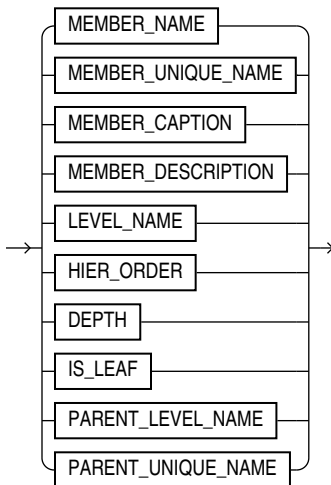 MEMBER_NAME
MEMBER_UNIQUE_NAME
MEMBER_CAPTION
MEMBER_DESCRIPTION
LEVEL_NAME
HIER_ORDER
DEPTH
IS_LEAF
PARENT_LEVEL_NAME
PARENT_UNIQUE_NAME